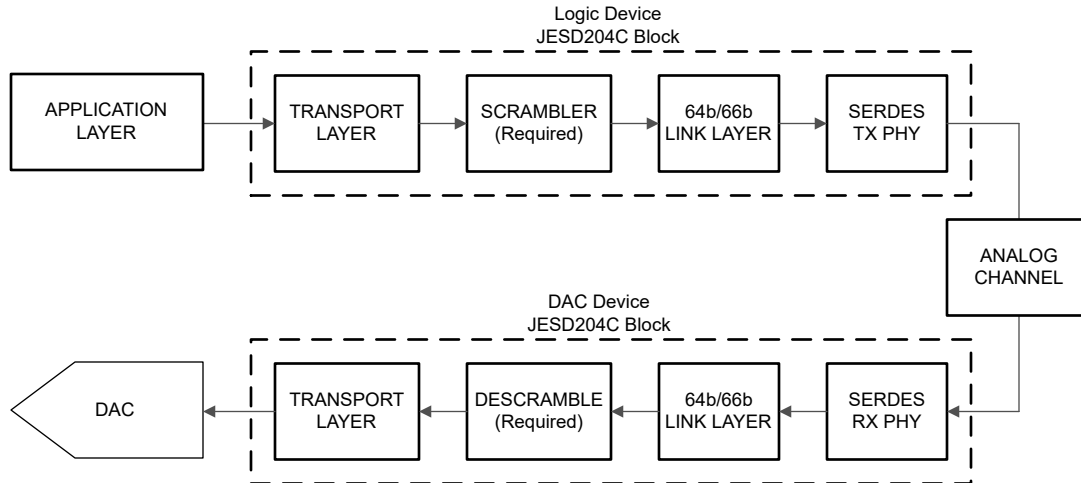 Logic Device
JESD204C Block
APPLICATION
LAYER
TRANSPORT
LAYER
SCRAMBLER
(Required)
64b/66b
LINK LAYER
SERDES
TX PHY
ANALOG
CHANNEL
DAC Device
JESD204C Block
DAC
TRANSPORT
LAYER
DESCRAMBLE
(Required)
64b/66b
LINK LAYER
SERDES
RX PHY